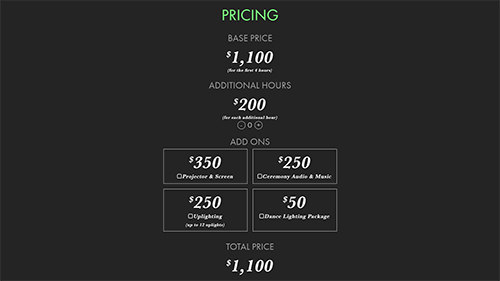 PRICING
BASE PRICE
$1,100
(for the first 4 hours)
ADDITIONAL HOURS
$200
(for each additional hour)
- 0 +
ADD ONS
$350
Projector & Screen
$250
Ceremony Audio & Music
$250
Uplighting
(up to 12 uplights)
$50
Dance Lighting Package
TOTAL PRICE
$1,100